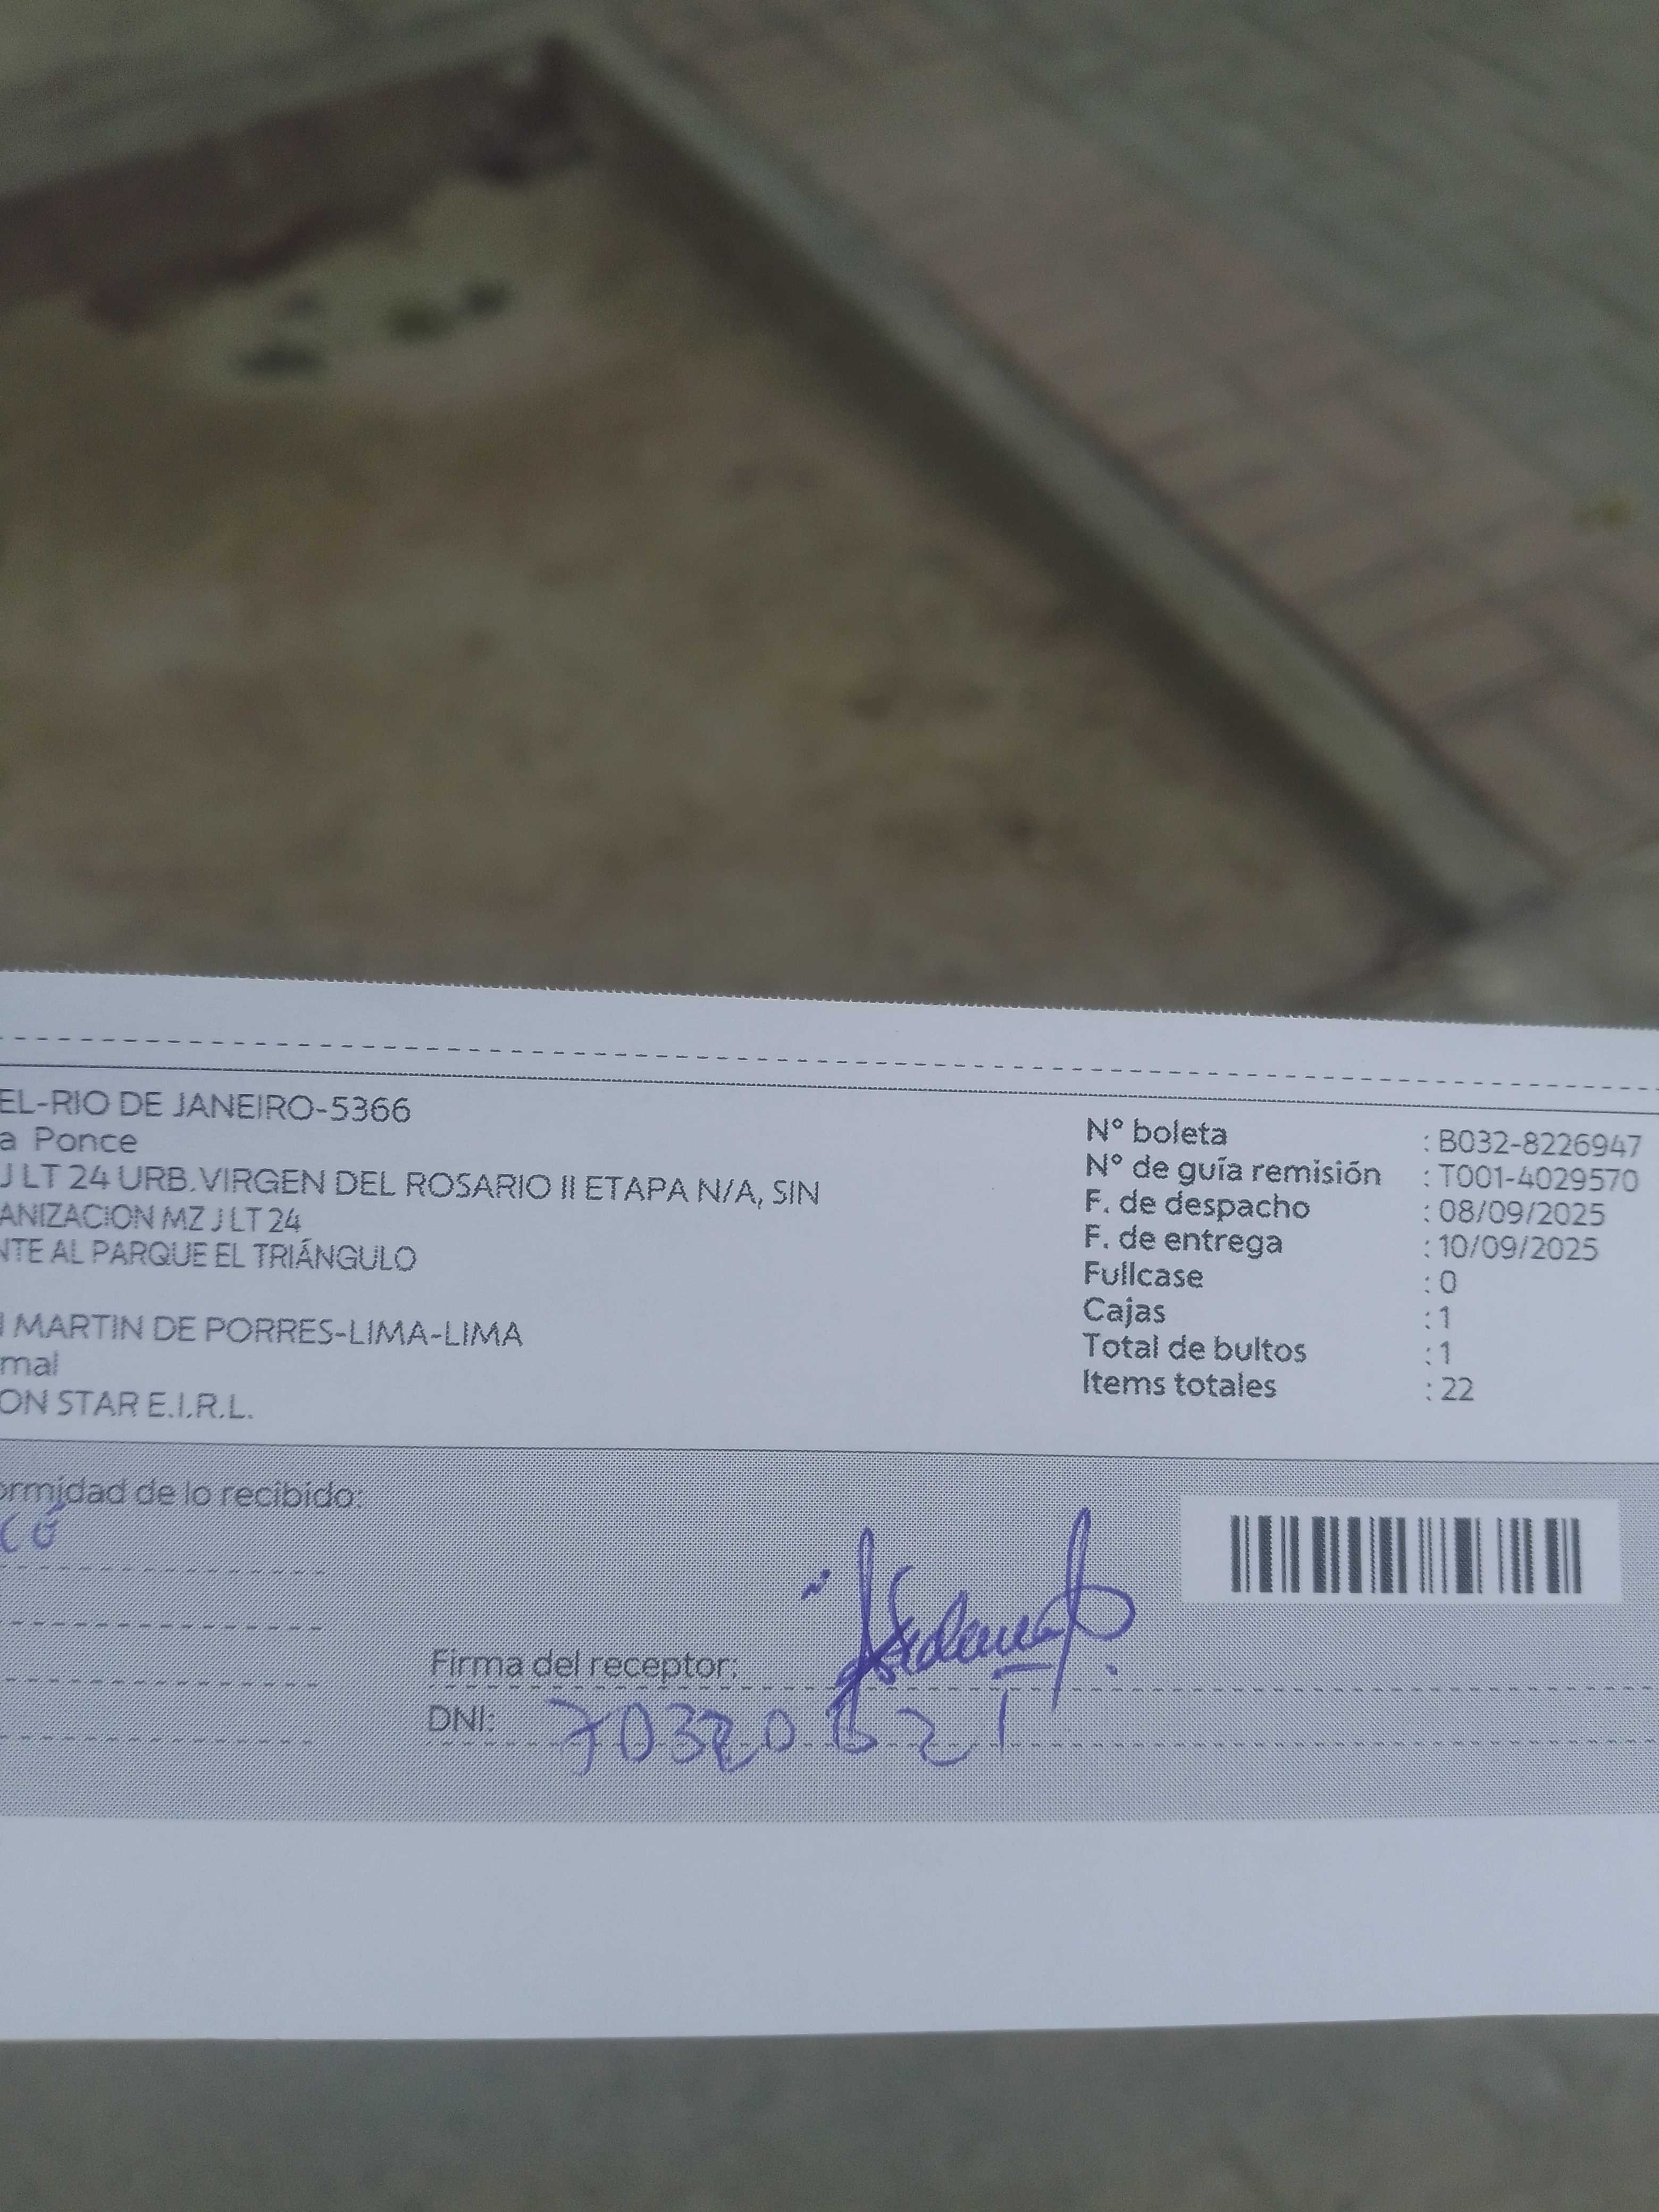 EL-RIO DE JANEIRO-5366
a Ponce
J LT 24 URB. VIRGEN DEL ROSARIO II ETAPA N/A, SIN
ANIZACION MZ J LT 24
NTE AL PARQUE EL TRIÁNGULO
MARTIN DE PORRES-LIMA-LIMA
mal
ON STAR E.I.R.L.
N° boleta : B032-8226947
N° de guía remisión : T001-4029570
F. de despacho : 08/09/2025
F. de entrega : 10/09/2025
Fullcase : 0
Cajas : 1
Total de bultos : 1
Items totales : 22
ormidad de lo recibido:
Firma del receptor:
DNI: